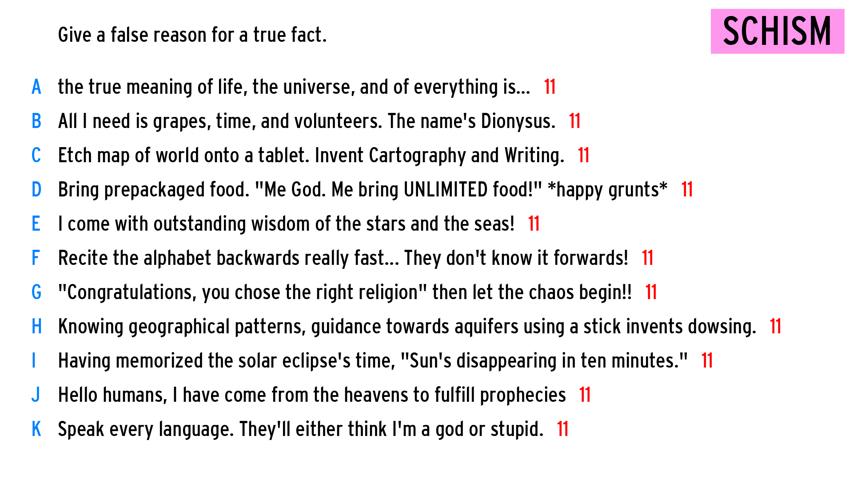 Give a false reason for a true fact.
SCHISM
A the true meaning of life, the universe, and of everything is... 11
B All I need is grapes, time, and volunteers. The name's Dionysus. 11
C Etch map of world onto a tablet. Invent Cartography and Writing. 11
D Bring prepackaged food. "Me God. Me bring UNLIMITED food!" *happy grunts* 11
E I come with outstanding wisdom of the stars and the seas! 11
F Recite the alphabet backwards really fast... They don't know it forwards! 11
G "Congratulations, you chose the right religion" then let the chaos begin!! 11
H Knowing geographical patterns, guidance towards aquifers using a stick invents dowsing. 11
I Having memorized the solar eclipse's time, "Sun's disappearing in ten minutes." 11
J Hello humans, I have come from the heavens to fulfill prophecies 11
K Speak every language. They'll either think I'm a god or stupid. 11